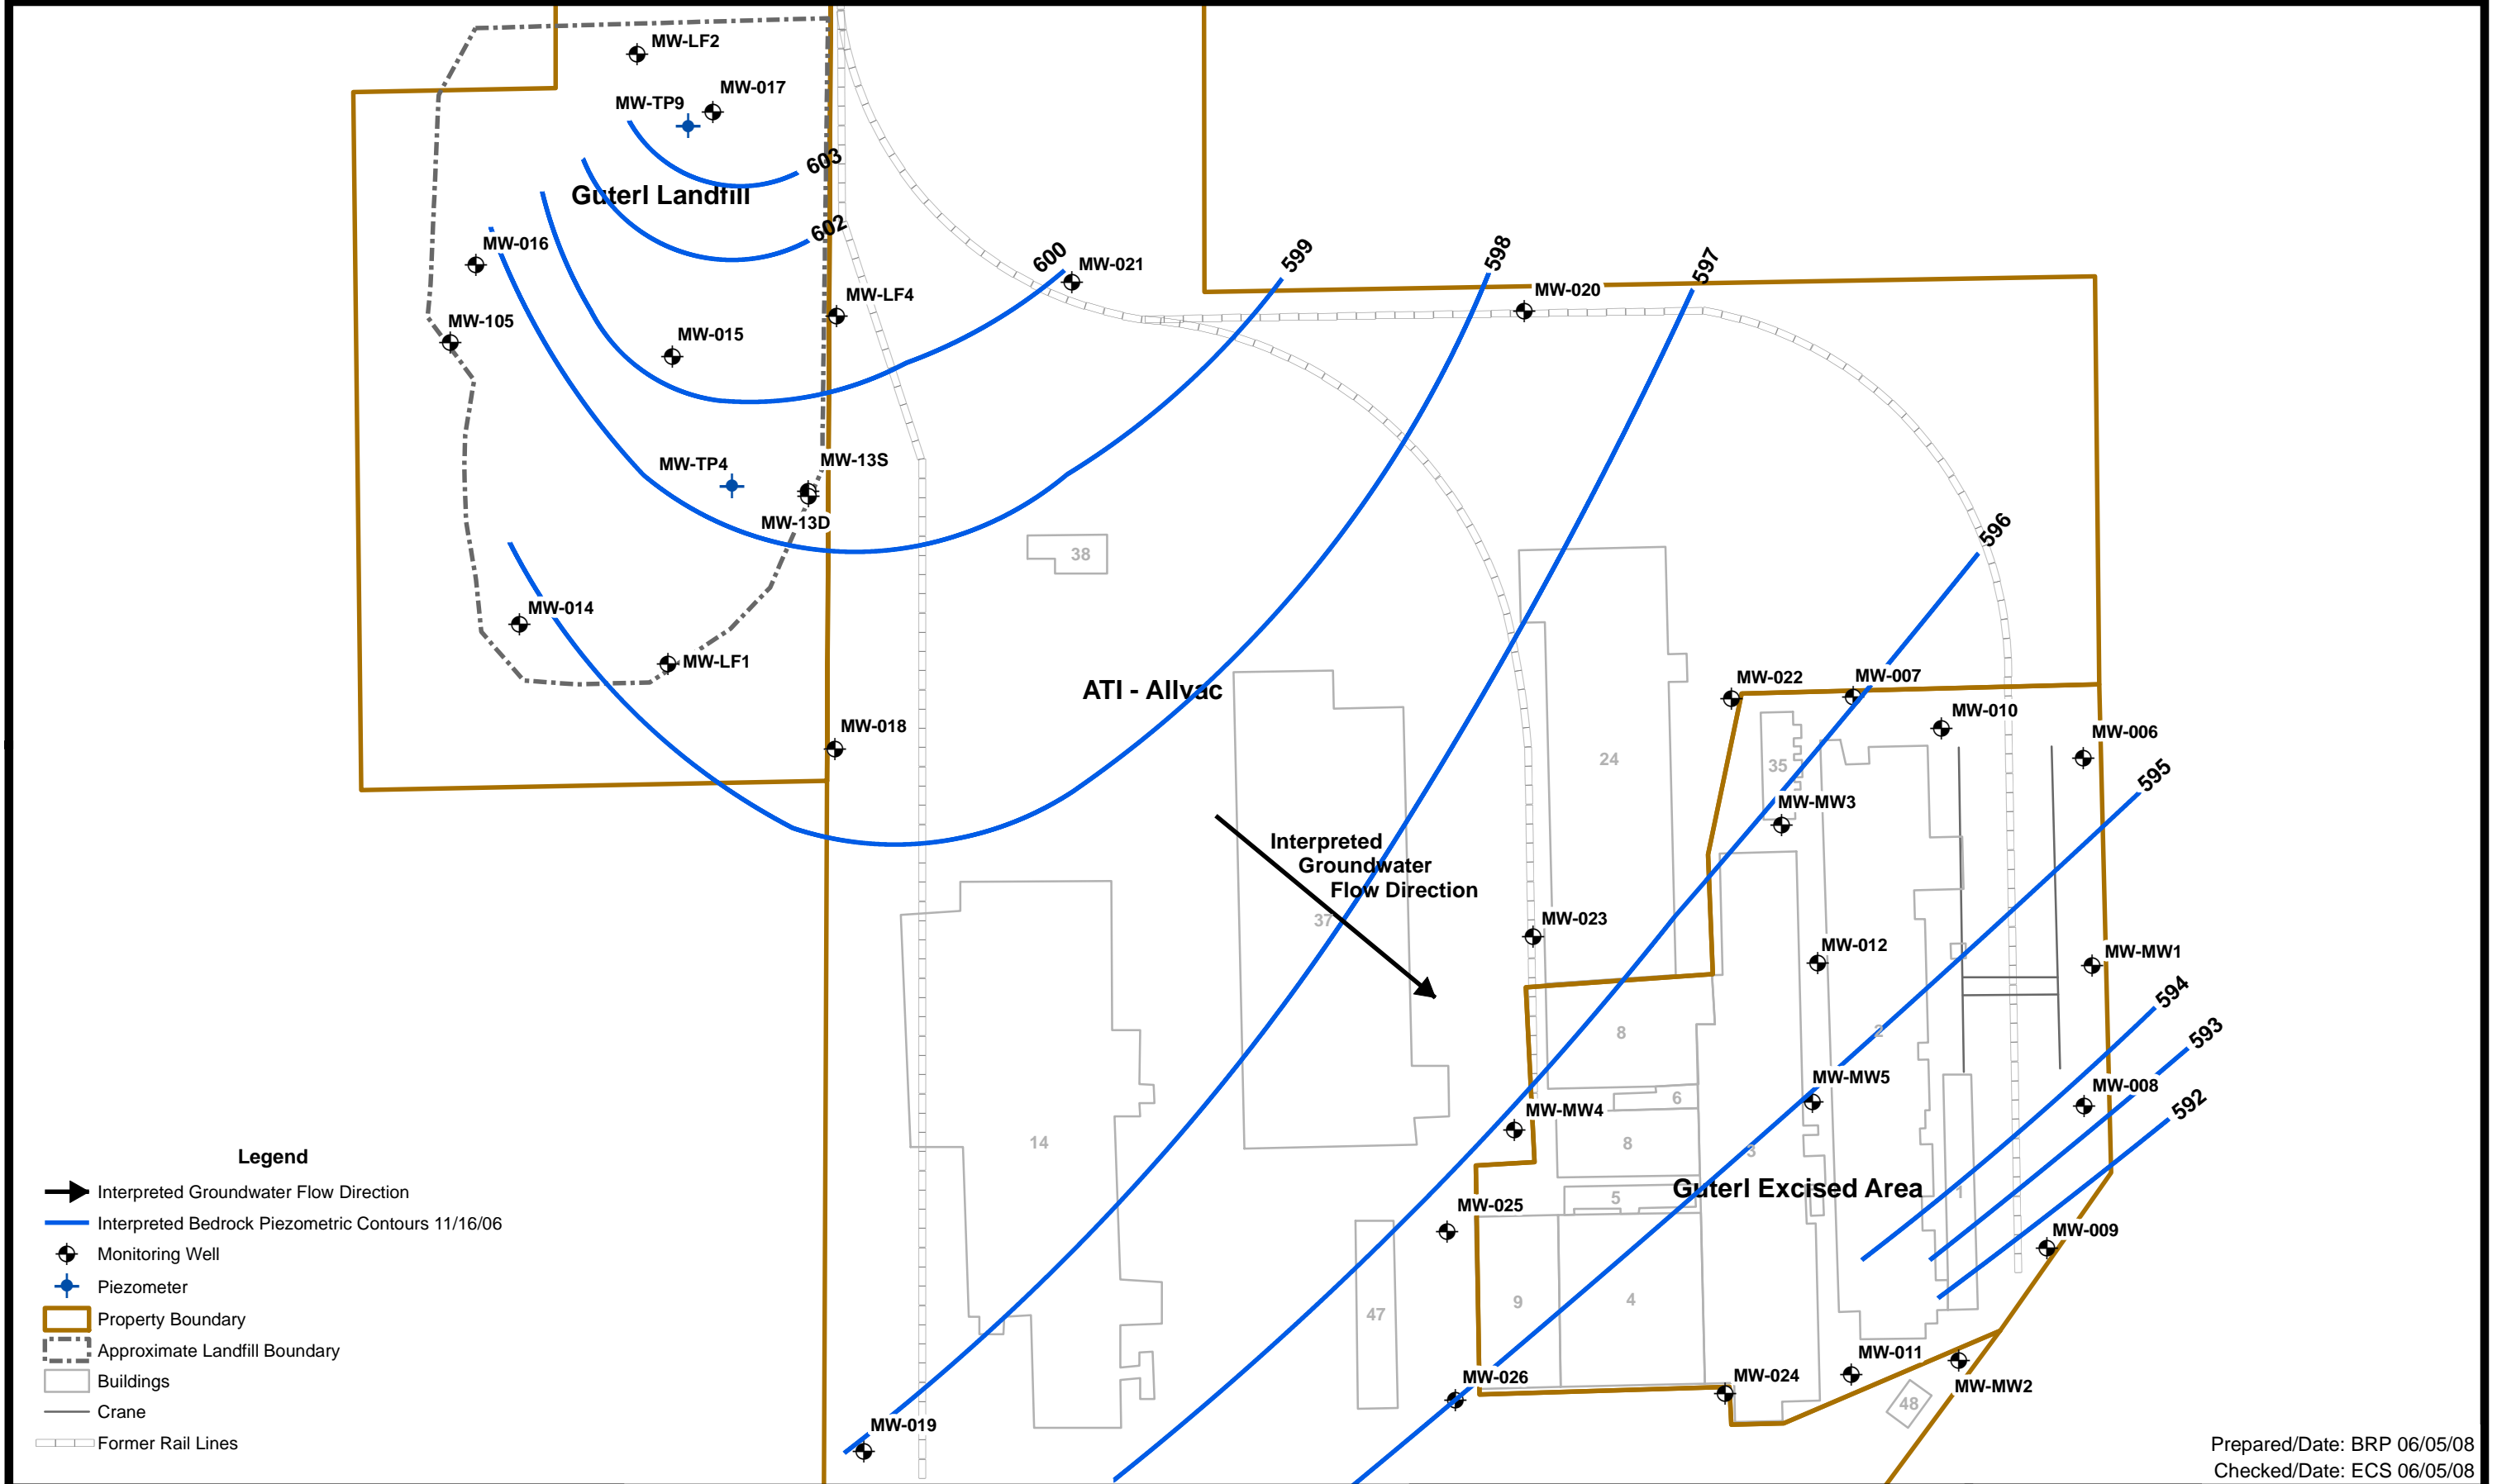 MW-LF2
MW-017
MW-TP9
603
Guterl Landfill
602
MW-016
600
MW-021
599
598
597
MW-LF4
MW-020
MW-105
MW-015
MW-TP4
MW-13S
MW-13D
38
596
MW-014
MW-LF1
ATI - Allvac
MW-022
MW-007
MW-018
MW-010
MW-006
24
35
595
MW-MW3
Interpreted
Groundwater
Flow Direction
37
MW-023
MW-012
MW-MW1
594
8
2
593
MW-MW5
MW-008
6
592
MW-MW4
14
8
3
Guterl Excised Area
5
1
MW-025
MW-009
9
4
47
MW-026
MW-024
MW-011
MW-MW2
48
MW-019
Legend
Interpreted Groundwater Flow Direction
Interpreted Bedrock Piezometric Contours 11/16/06
Monitoring Well
Piezometer
Property Boundary
Approximate Landfill Boundary
Buildings
Crane
Former Rail Lines
Prepared/Date: BRP 06/05/08
Checked/Date: ECS 06/05/08